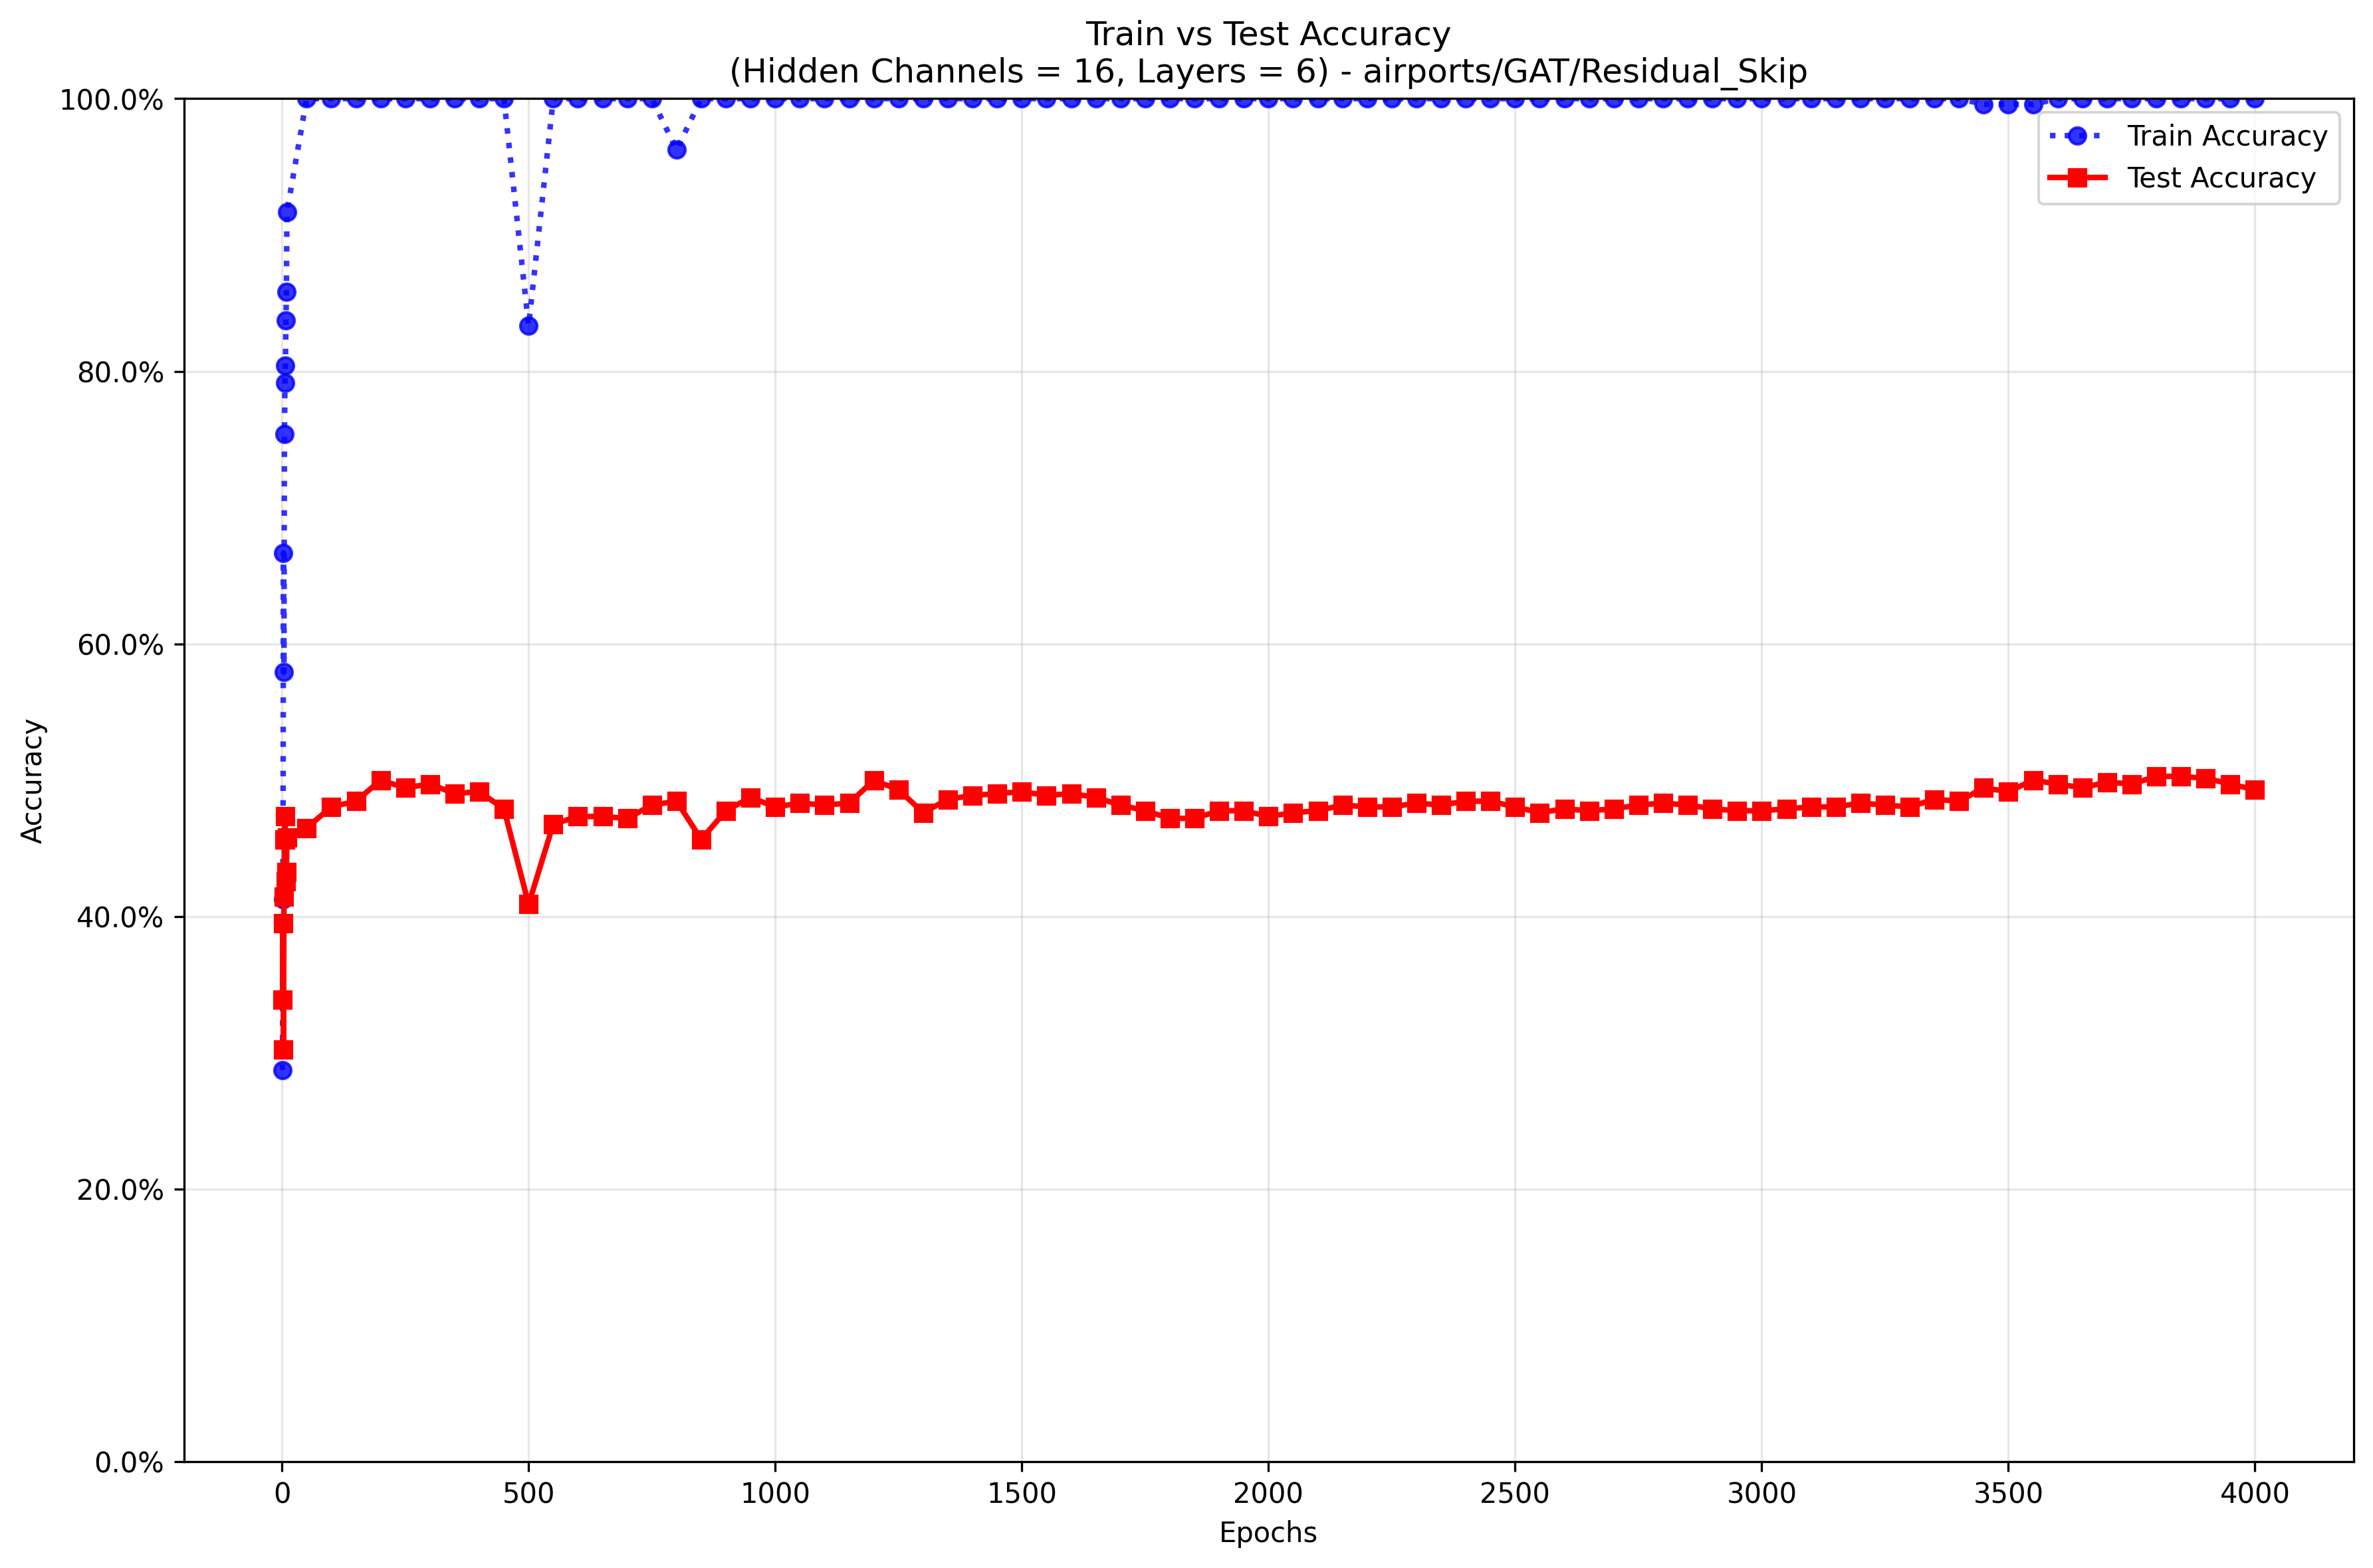 Train vs Test Accuracy
(Hidden Channels = 16, Layers = 6) - airports/GAT/Residual_Skip
100.0%
80.0%
60.0%
40.0%
20.0%
0.0%
Accuracy
Train Accuracy
Test Accuracy
0
500
1000
1500
2000
2500
3000
3500
4000
Epochs